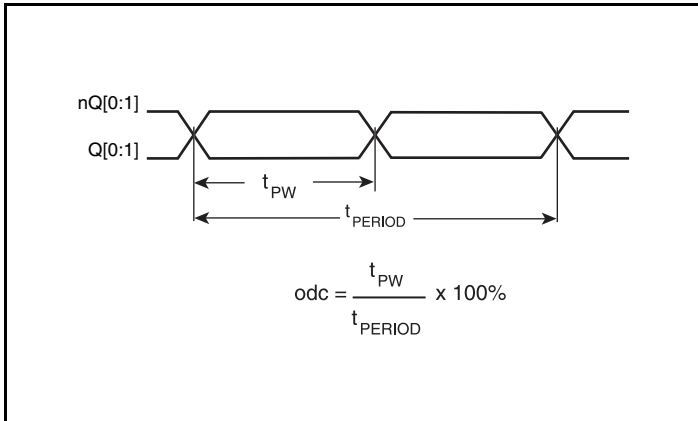 nQ[0:1]
Q[0:1]
tPW
tPERIOD
odc = tPW / tPERIOD x 100%